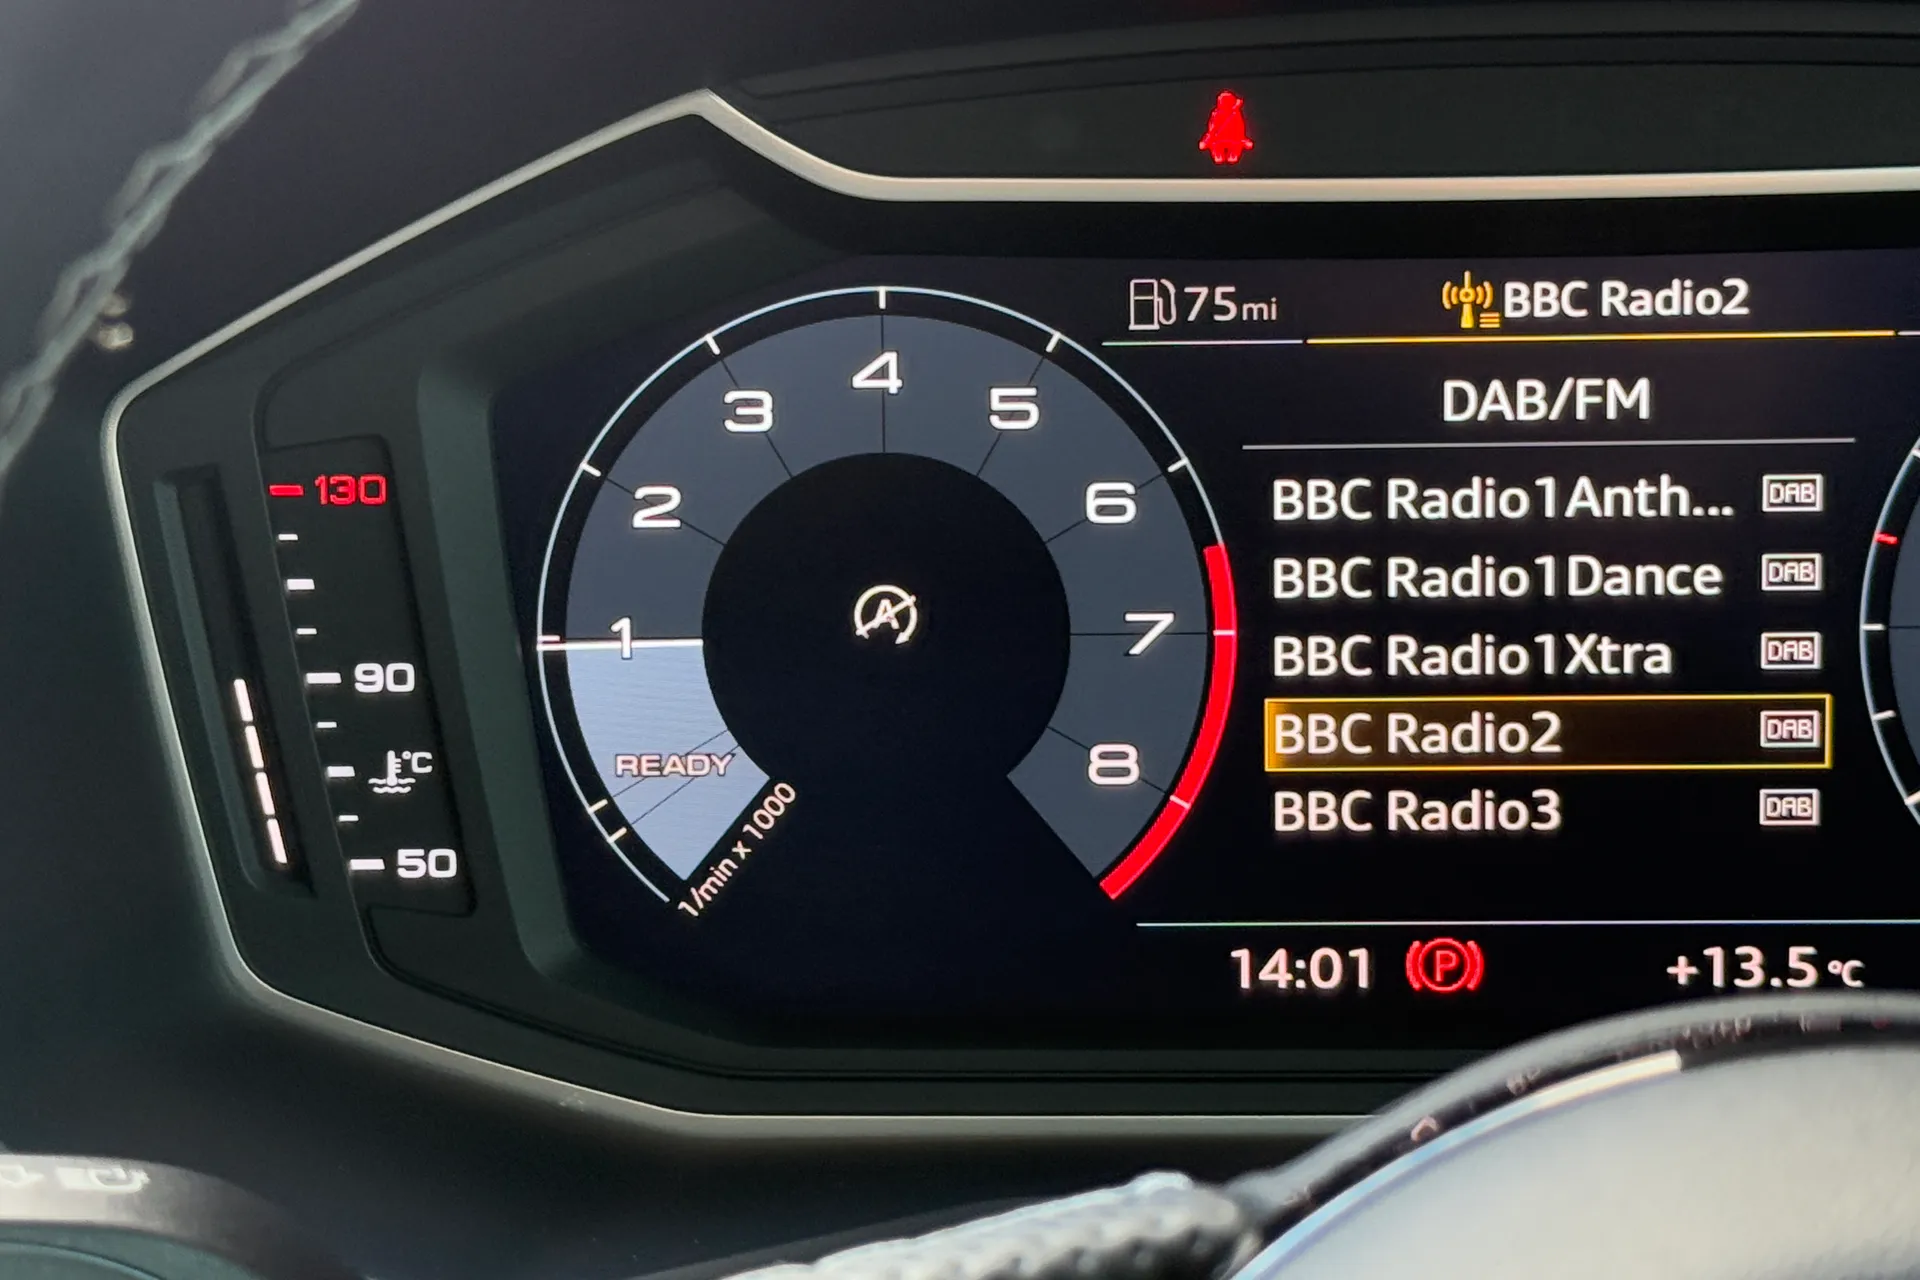 75mi
BBC Radio2
DAB/FM
BBC Radio1Anth... DAB
BBC Radio1Dance DAB
BBC Radio1Xtra DAB
BBC Radio2 DAB
BBC Radio3 DAB
14:01 P +13.5 °C
130
90
°C
50
1
2
3
4
5
6
7
8
A
READY
1/min x 1000